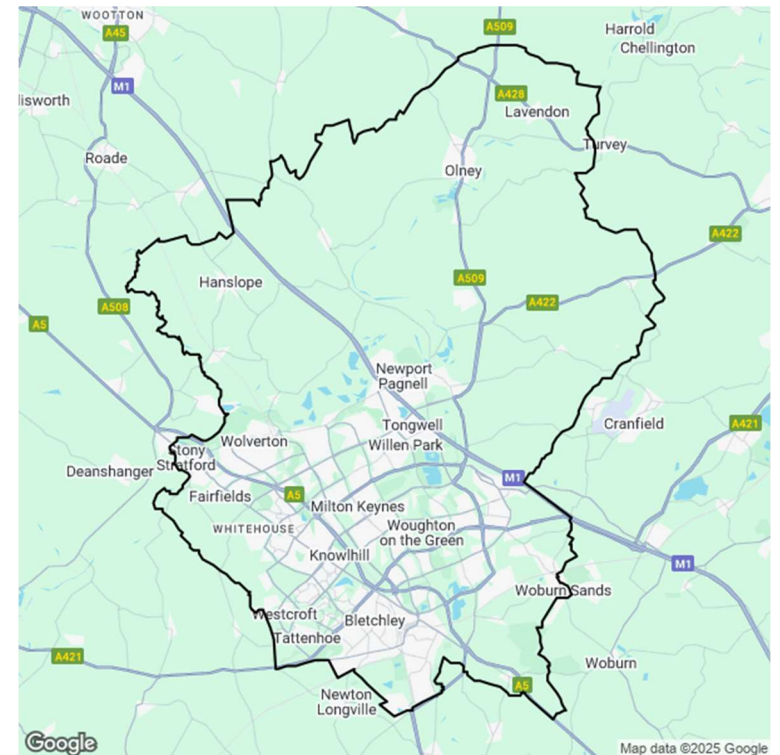 WOOTTON
A45
A509
Harrold
Chellington
M1
lisworth
A428
Lavendon
Roade
Turvey
Olney
A422
Hanslope
A509
A508
A422
A5
Newport
Pagnell
Tongwell
Willen Park
Cranfield
A421
Wolverton
Stony
Stratford
Deanshanger
M1
Fairfields
A5
Milton Keynes
WHITEHOUSE
Woughton
on the Green
Knowlhill
M1
Woburn Sands
Westcroft
Bletchley
Tattenhoe
A421
Woburn
A5
Newton
Longville
Google
Map data ©2025 Google